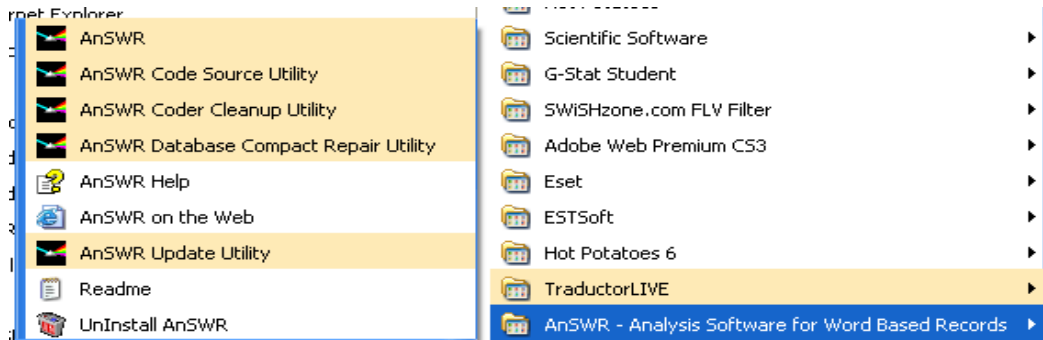 AnSWR
AnSWR Code Source Utility
AnSWR Coder Cleanup Utility
AnSWR Database Compact Repair Utility
AnSWR Help
AnSWR on the Web
AnSWR Update Utility
Readme
UnInstall AnSWR
Scientific Software
G-Stat Student
SWiSHzone.com FLV Filter
Adobe Web Premium CS3
Eset
ESTSoft
Hot Potatoes 6
TraductorLIVE
AnSWR - Analysis Software for Word Based Records